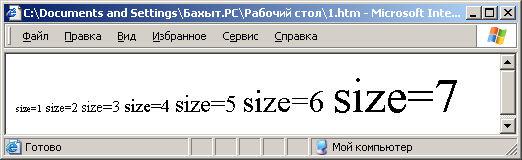 C:\Documents and Settings\Бахыт.PC\Рабочий стол\1.htm - Microsoft Inte...
Файл Правка Вид Избранное Сервис Справка
size=1 size=2 size=3 size=4 size=5 size=6 size=7
Готово Мой компьютер